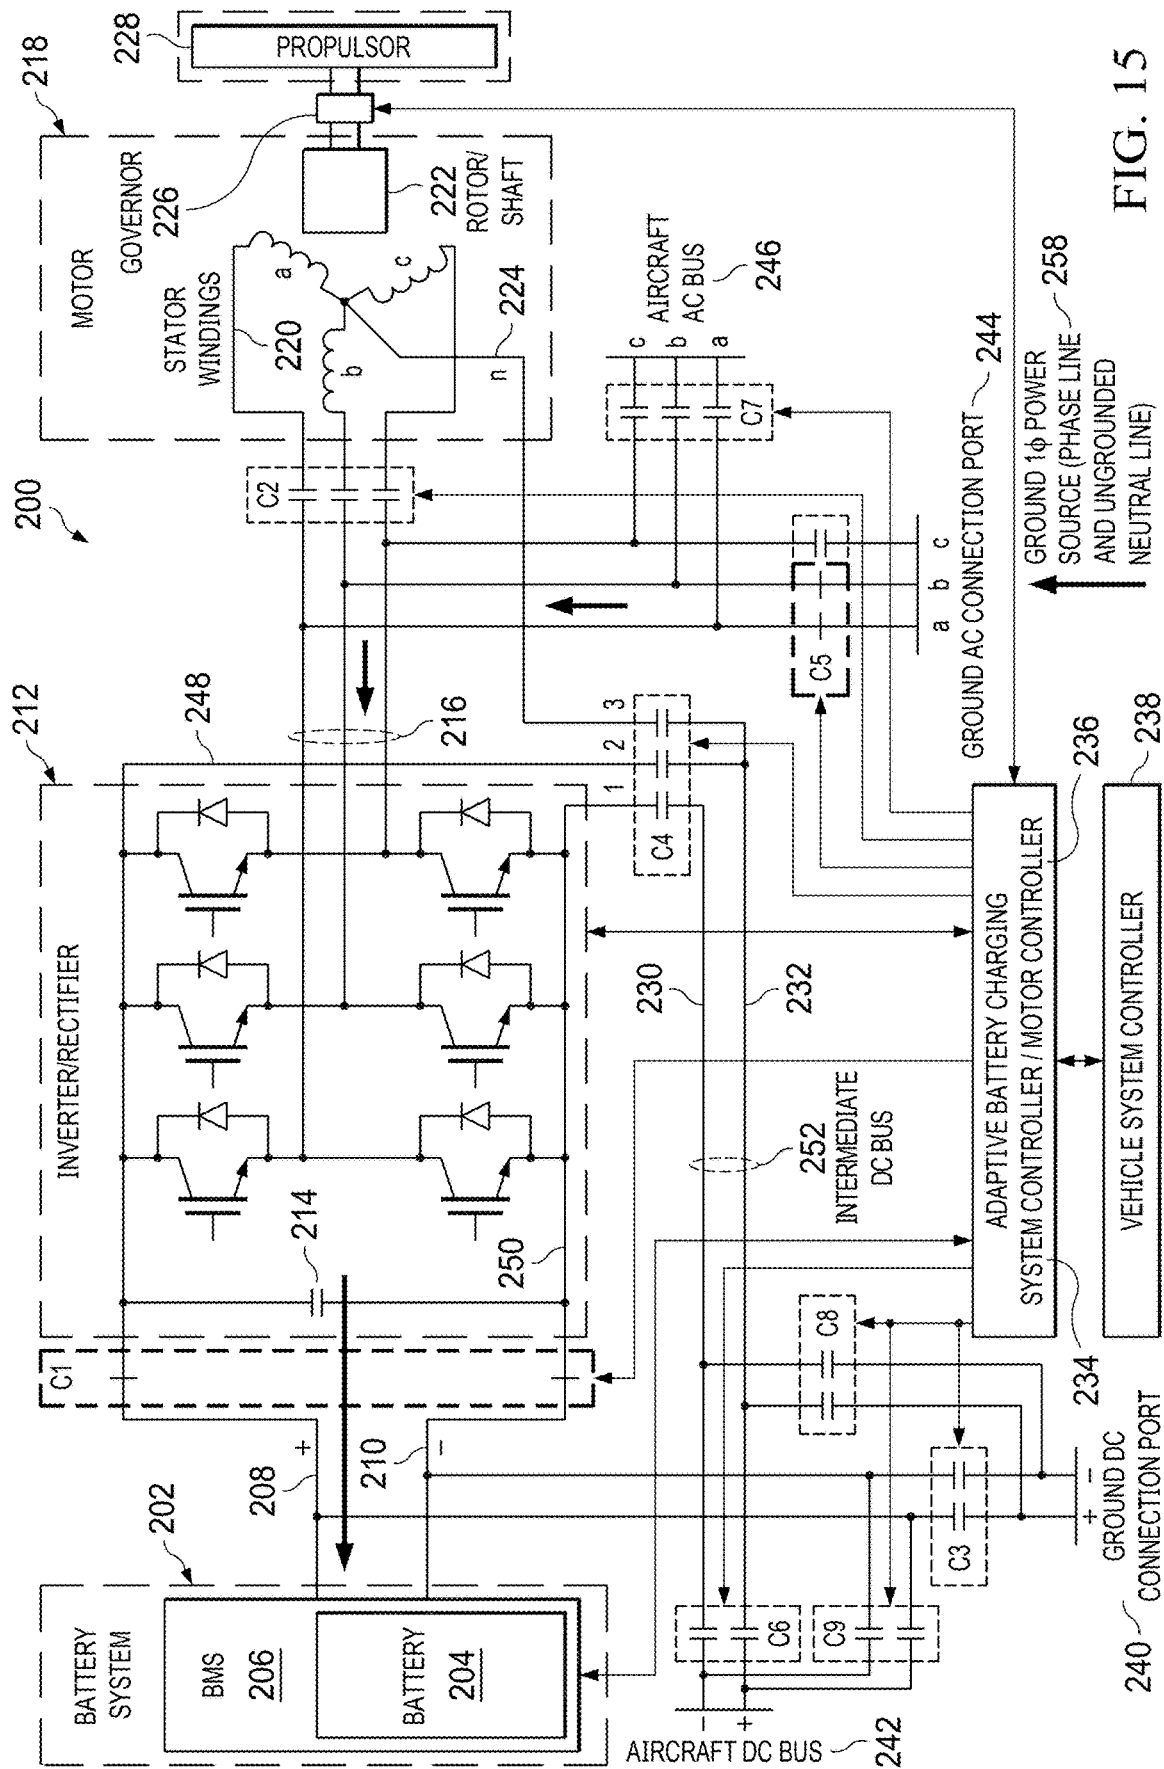 200
BATTERY
SYSTEM
202
BMS
206
BATTERY
204
C1
+
208
210
−
INVERTER/RECTIFIER
212
214
250
248
216
C2
MOTOR
218
STATOR
WINDINGS
220
a
b
c
n
224
GOVERNOR
226
222
ROTOR/
SHAFT
228
PROPULSOR
1
2
3
C4
230
232
252
INTERMEDIATE
DC BUS
C7
c
b
a
AIRCRAFT
AC BUS
246
C5
a
b
c
GROUND AC CONNECTION PORT
244
GROUND 1ϕ POWER
SOURCE (PHASE LINE
AND UNGROUNDED
NEUTRAL LINE)
258
C6
C9
−
+
AIRCRAFT DC BUS
242
C8
C3
+
−
GROUND DC
CONNECTION PORT
240
ADAPTIVE BATTERY CHARGING
SYSTEM CONTROLLER / MOTOR CONTROLLER
234
236
VEHICLE SYSTEM CONTROLLER
238
FIG. 15